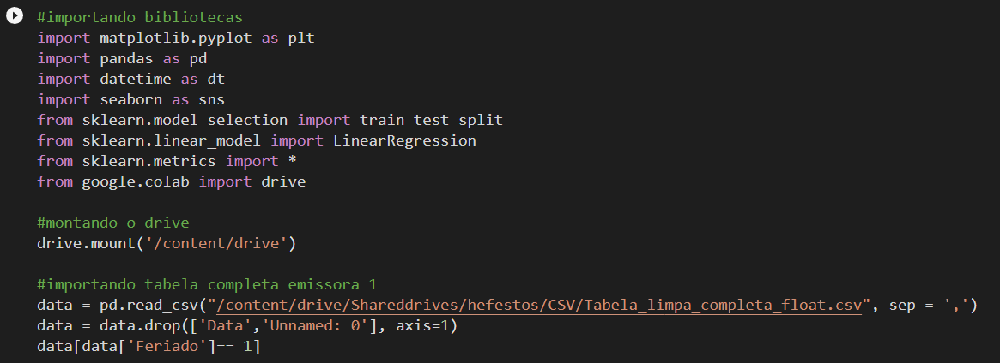 #importando bibliotecas
import matplotlib.pyplot as plt
import pandas as pd
import datetime as dt
import seaborn as sns
from sklearn.model_selection import train_test_split
from sklearn.linear_model import LinearRegression
from sklearn.metrics import *
from google.colab import drive
#montando o drive
drive.mount('/content/drive')
#importando tabela completa emissora 1
data = pd.read_csv("/content/drive/Shareddrives/hefestos/CSV/Tabela_limpa_completa_float.csv", sep = ',')
data = data.drop(['Data','Unnamed: 0'], axis=1)
data[data['Feriado']== 1]